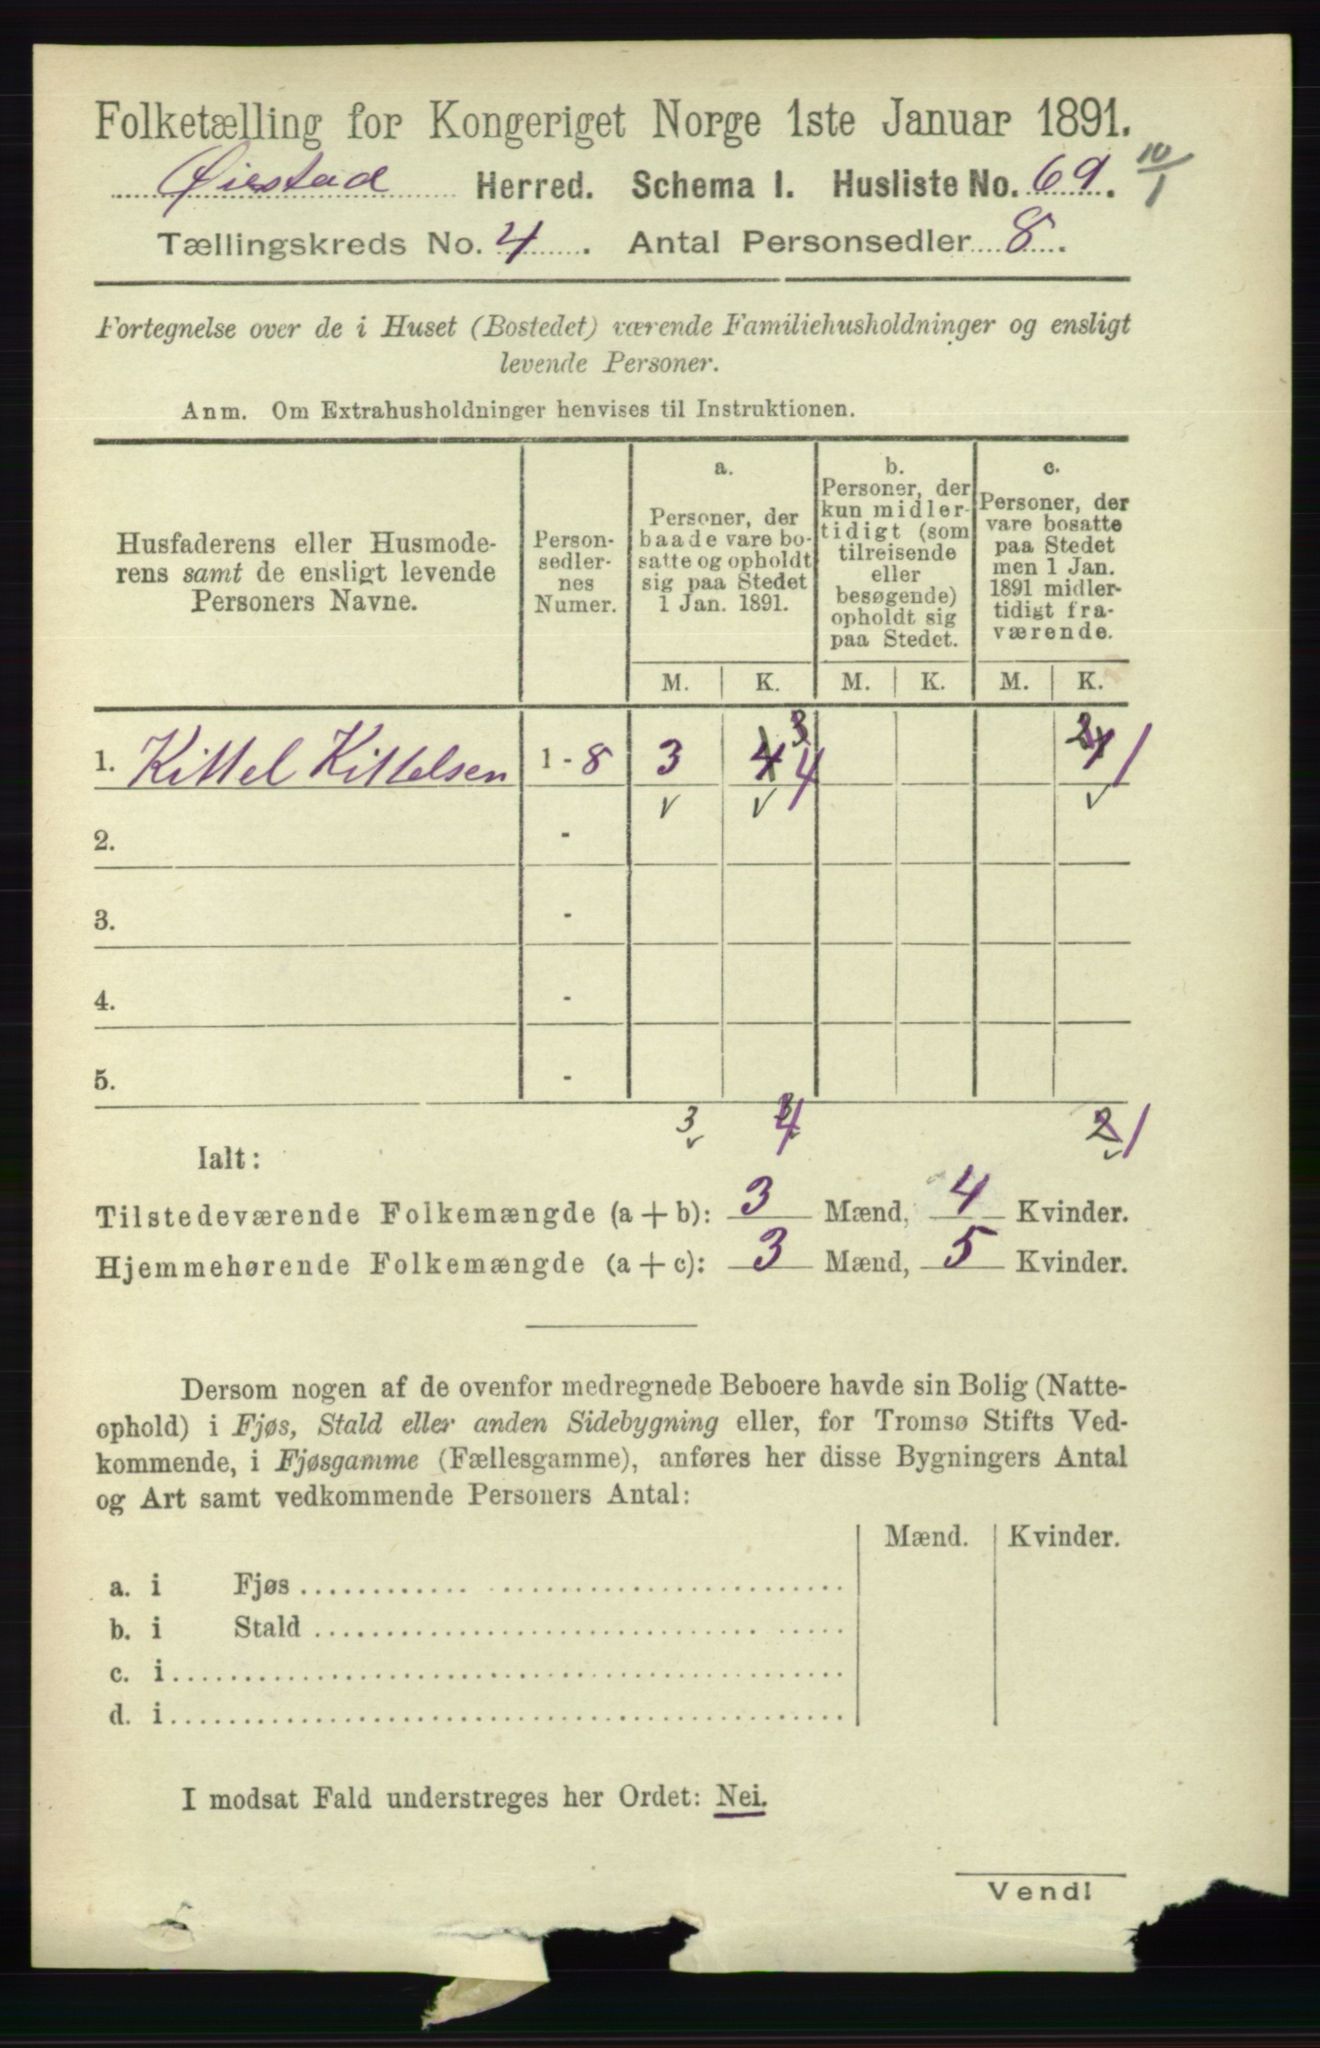 Folketælling for Kongeriget Norge 1ste Januar 1891.
Øiestad Herred. Schema I. Husliste No. 69. 10/1
Tællingskreds No. 4. Antal Personsedler 8.
Fortegnelse over de i Huset (Bostedet) værende Familiehusholdninger og ensligt
levende Personer.
Anm. Om Extrahusholdninger henvises til Instruktionen.
Husfaderens eller Husmode-
rens samt de ensligt levende
Personers Navne.
Person-
sedler-
nes
Numer.
a.
Personer, der
baade vare bo-
satte og opholdt
sig paa Stedet
1 Jan. 1891.
b.
Personer, der
kun midler-
tidigt (som
tilreisende
eller
besøgende)
opholdt sig
paa Stedet.
c.
Personer, der
vare bosatte
paa Stedet
men 1 Jan.
1891 midler-
tidigt fra-
værende.
M. K. M. K. M. K.
1. Kittel Kittelsen 1 - 8 3 4 3 4 2 1
2. -
3. -
4. -
5. -
3 4 2 1
Ialt:
Tilstedeværende Folkemængde (a + b): 3 Mænd, 4 Kvinder.
Hjemmehørende Folkemængde (a + c): 3 Mænd, 5 Kvinder.
Dersom nogen af de ovenfor medregnede Beboere havde sin Bolig (Natte-
ophold) i Fjøs, Stald eller anden Sidebygning eller, for Tromsø Stifts Ved-
kommende, i Fjøsgamme (Fællesgamme), anføres her disse Bygningers Antal
og Art samt vedkommende Personers Antal:
Mænd. Kvinder.
a. i Fjøs
b. i Stald
c. i
d. i
I modsat Fald understreges her Ordet: Nei.
Vend!